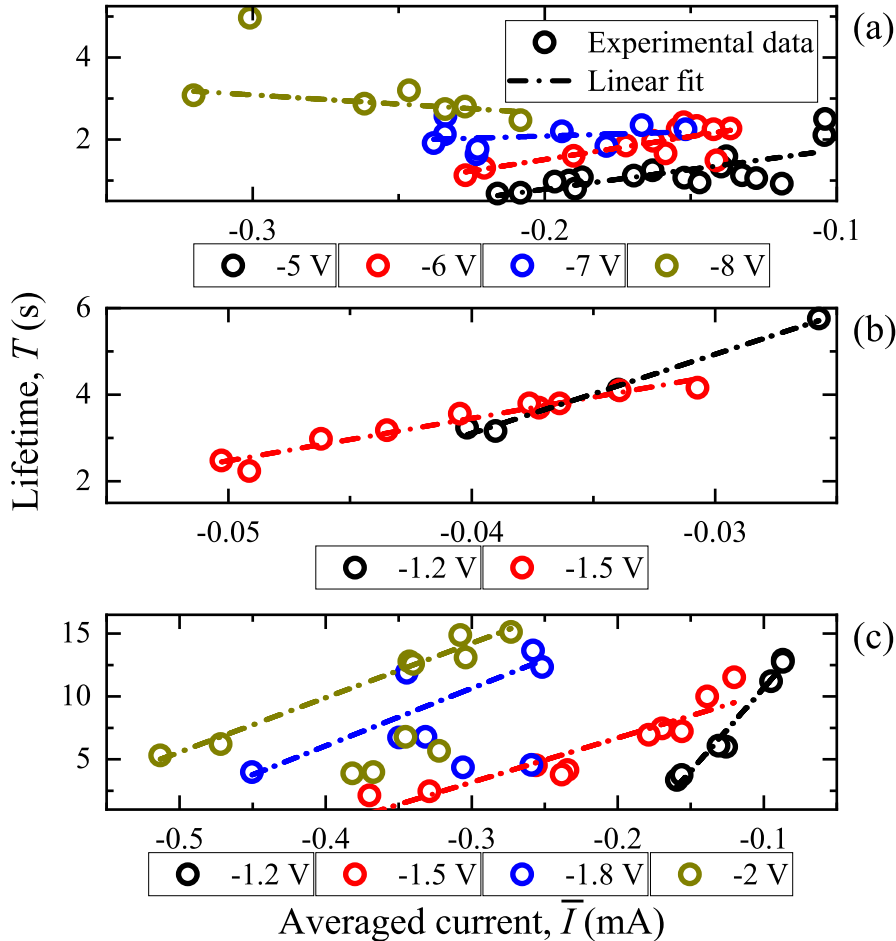 (a)
Experimental data
Linear fit
4
2
-0.3 -0.2 -0.1
-5 V -6 V -7 V -8 V
(b)
6
4
2
-0.05 -0.04 -0.03
-1.2 V -1.5 V
Lifetime, T (s)
(c)
15
10
5
-0.5 -0.4 -0.3 -0.2 -0.1
-1.2 V -1.5 V -1.8 V -2 V
Averaged current, I̅ (mA)